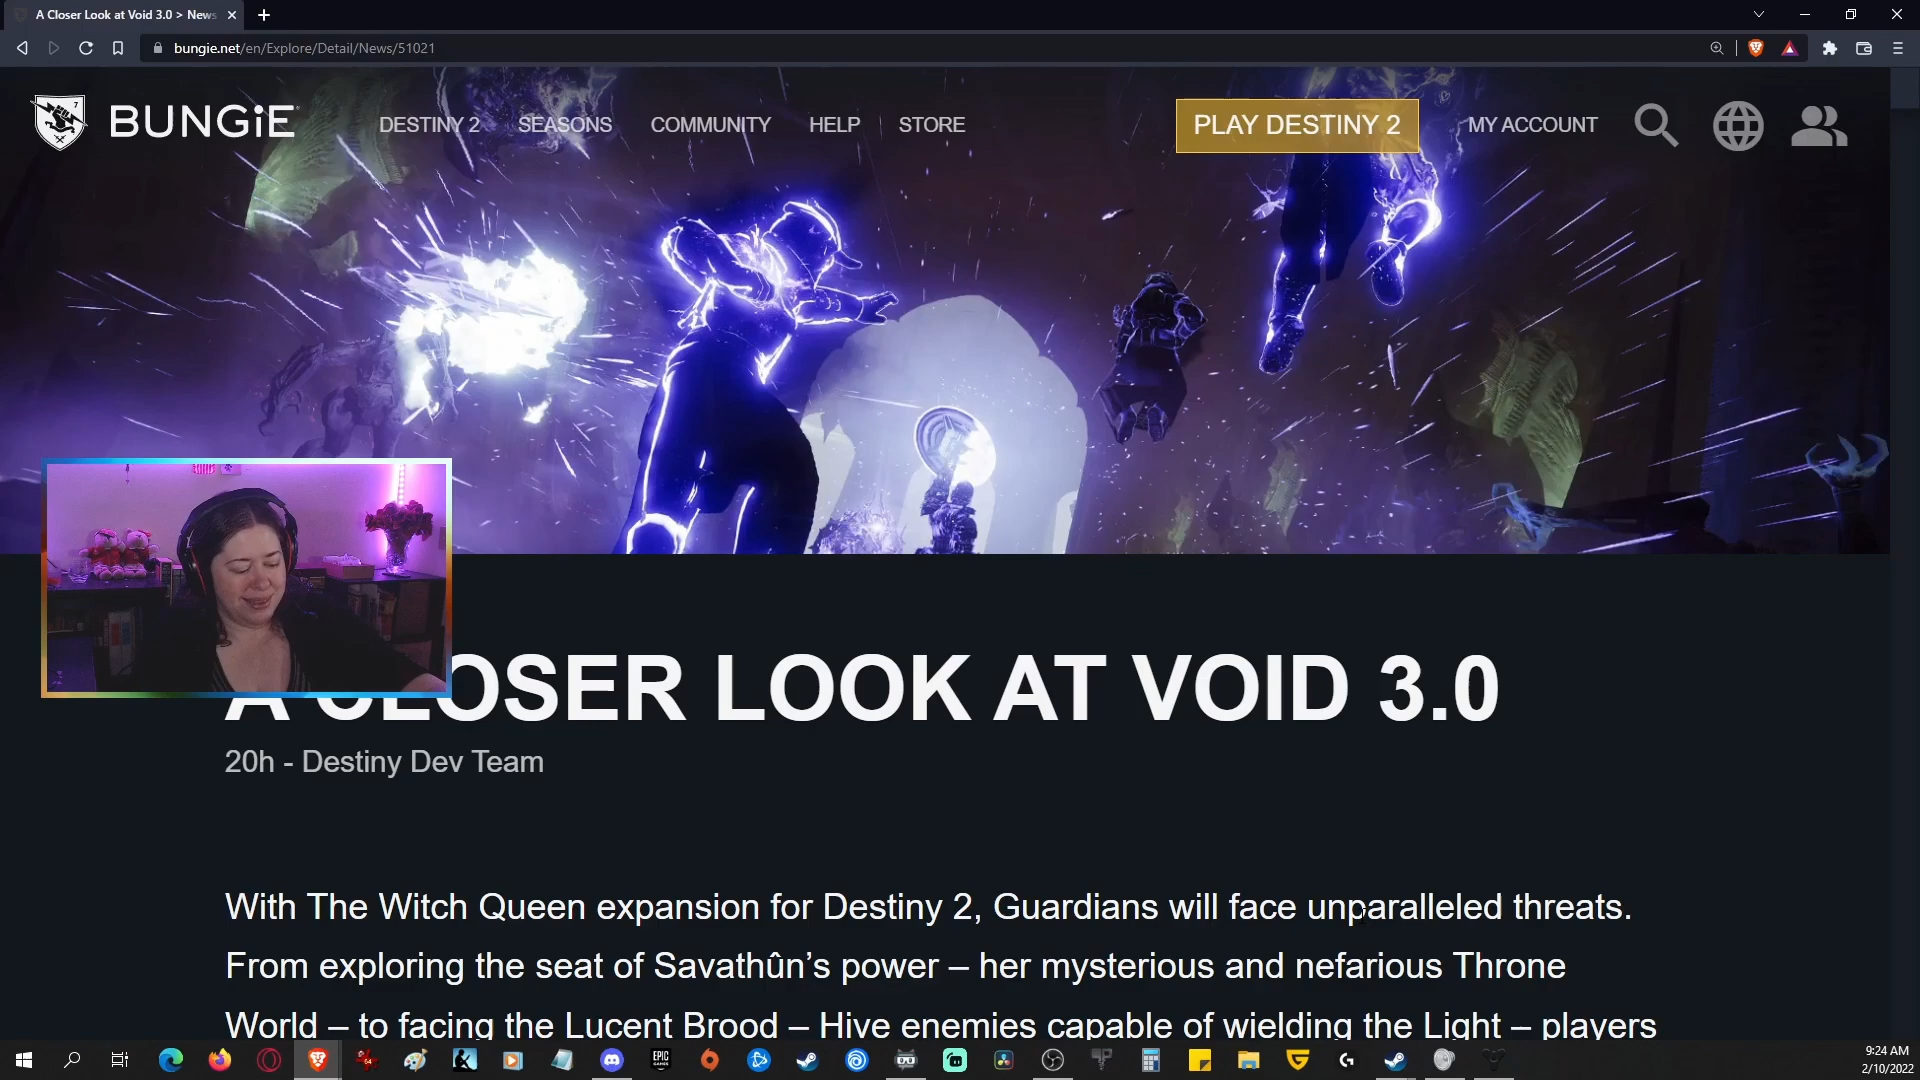 A Closer Look at Void 3.0 > News
bungie.net/en/Explore/Detail/News/51021
BUNGiE
DESTINY 2
SEASONS
COMMUNITY
HELP
STORE
PLAY DESTINY 2
MY ACCOUNT
A CLOSER LOOK AT VOID 3.0
20h - Destiny Dev Team
With The Witch Queen expansion for Destiny 2, Guardians will face unparalleled threats.
From exploring the seat of Savathûn’s power – her mysterious and nefarious Throne
World – to facing the Lucent Brood – Hive enemies capable of wielding the Light – players
EPIC
GAMES
64
9:24 AM
2/10/2022